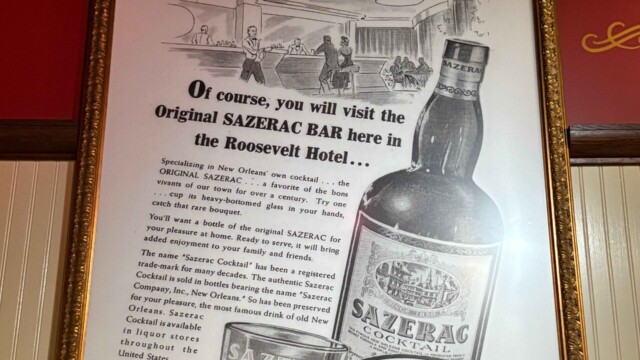 Of course, you will visit the
Original SAZERAC BAR here in
the Roosevelt Hotel...
Specializing in New Orleans' own cocktail . . . the
ORIGINAL SAZERAC . . . a favorite of the bons
vivants of our town for over a century. Try one
. . . cup its heavy-bottomed glass in your hands,
catch that rare bouquet.
You'll want a bottle of the original SAZERAC for
your pleasure at home. Ready to serve, it will bring
added enjoyment to your family and friends.
The name "Sazerac Cocktail" has been a registered
trade-mark for many decades. The authentic Sazerac
Cocktail is sold in bottles bearing the name "Sazerac
Company, Inc., New Orleans." So has been preserved
for your pleasure, the most famous drink of old New
Orleans. Sazerac
Cocktail is available
in liquor stores
throughout the
United States
SAZERAC
SAZERAC
COCKTAIL
SAZERAC